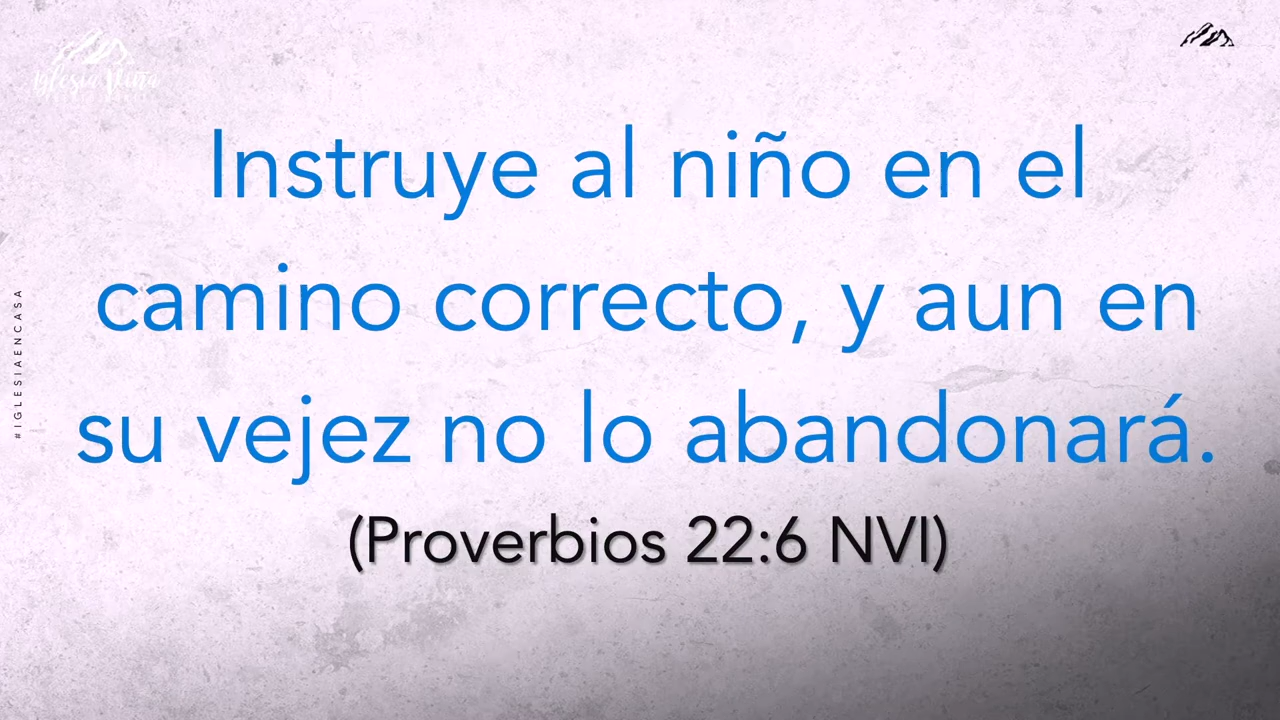 Instruye al niño en el
camino correcto, y aun en
su vejez no lo abandonará.
(Proverbios 22:6 NVI)
#IGLESIAENCASA